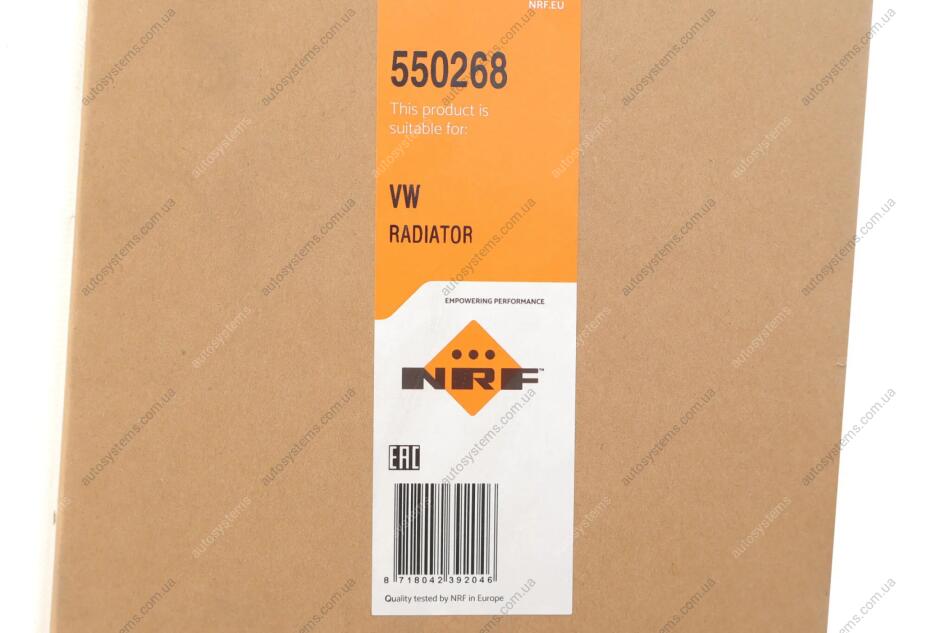 NRF.EU
550268
This product is
suitable for:
VW
RADIATOR
EMPOWERING PERFORMANCE
NRF™
EAC
8 718042 392046
Quality tested by NRF in Europe
autosystems.com.ua